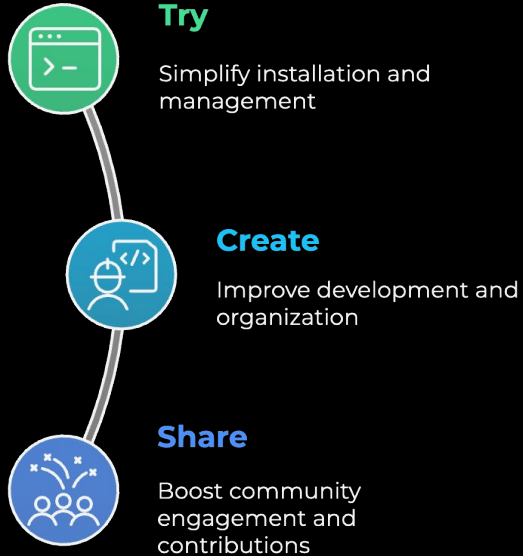 Try
Simplify installation and
management
Create
Improve development and
organization
Share
Boost community
engagement and
contributions